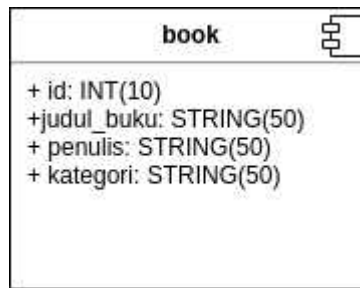 book
+ id: INT(10)
+judul_buku: STRING(50)
+ penulis: STRING(50)
+ kategori: STRING(50)